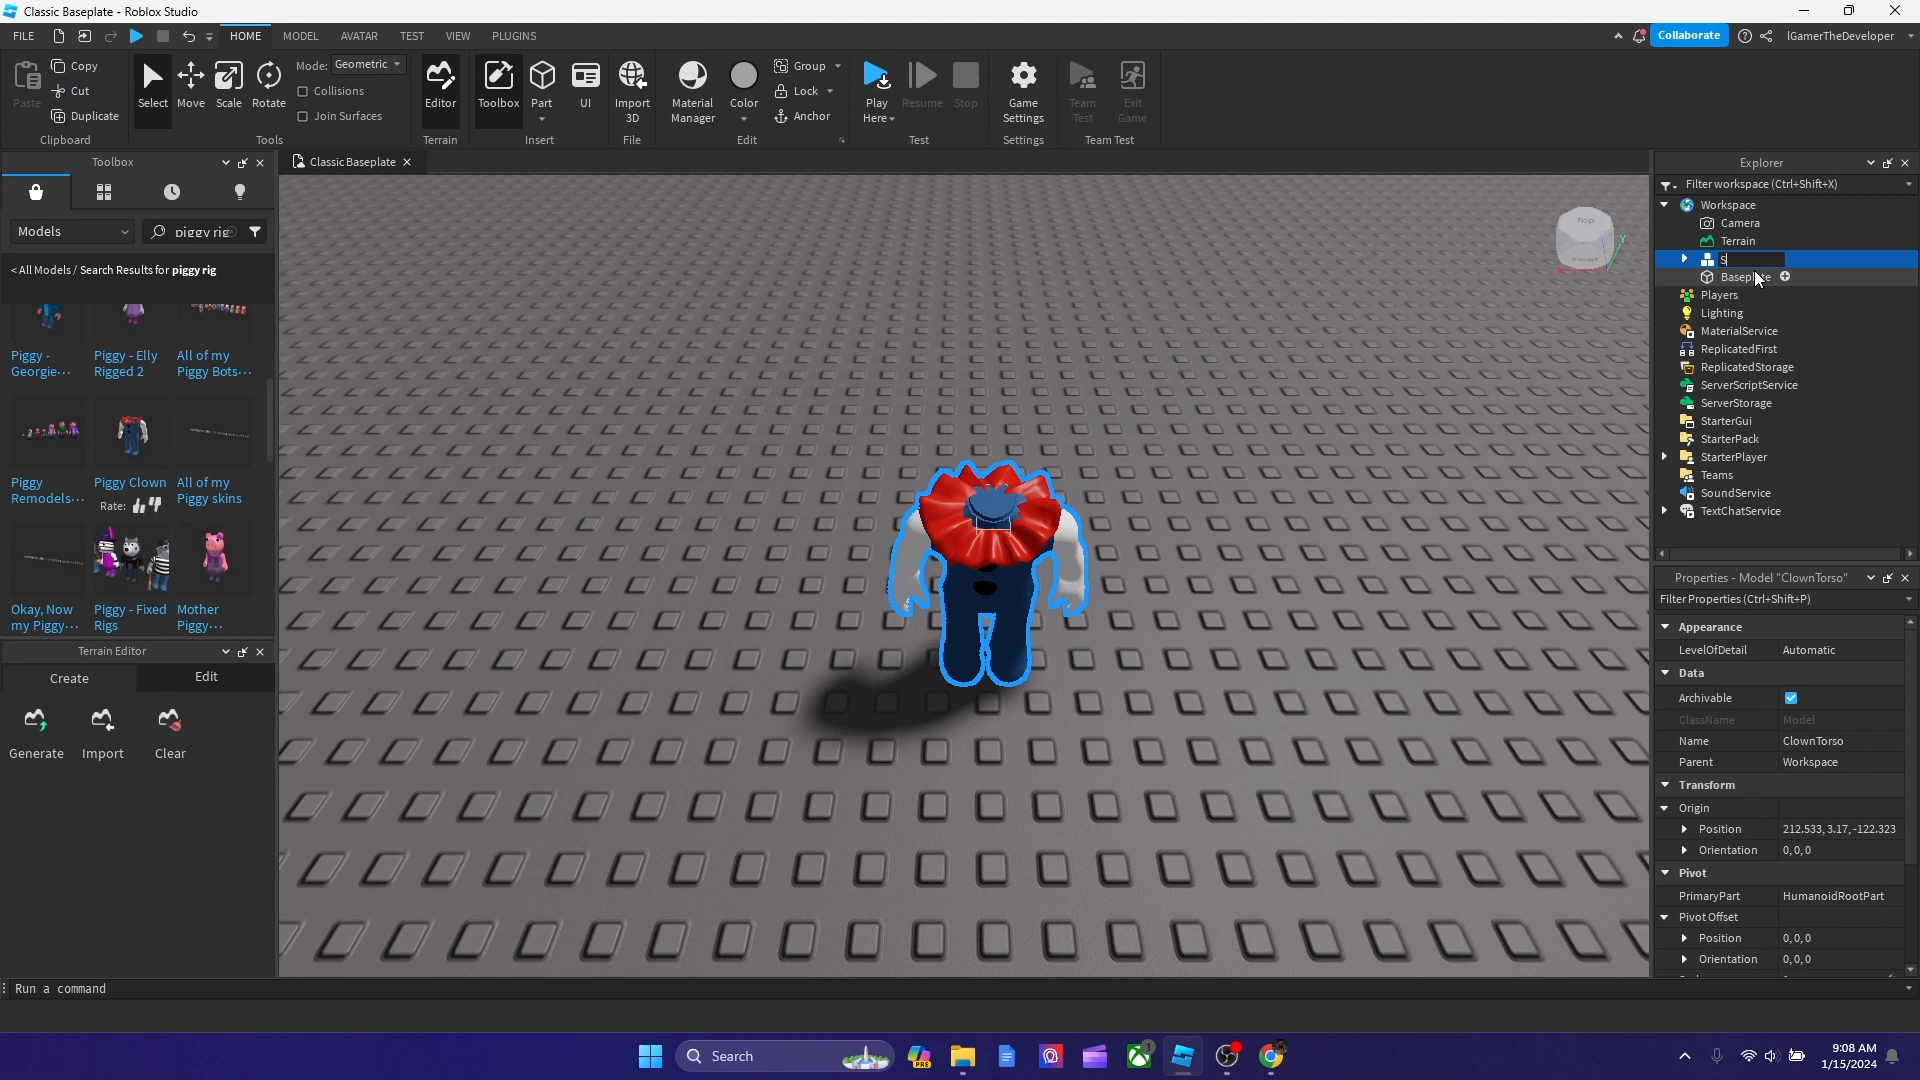 Classic Baseplate - Roblox Studio
FILE HOME MODEL AVATAR TEST VIEW PLUGINS Collaborate lGamerTheDeveloper
Paste Copy Cut Duplicate Clipboard
Select Move Scale Rotate Mode: Geometric Collisions Join Surfaces Tools
Editor Terrain
Toolbox Part UI Insert
Import 3D File
Material Manager Color Group Lock Anchor Edit
Play Here Resume Stop Test
Game Settings Settings
Team Test Exit Game Team Test
Toolbox
Models piggy rig
< All Models / Search Results for piggy rig
Piggy - Georgie...
Piggy - Elly Rigged 2
All of my Piggy Bots...
Piggy Remodels...
Piggy Clown
Rate:
All of my Piggy skins
Okay, Now my Piggy...
Piggy - Fixed Rigs
Mother Piggy...
Terrain Editor
Create Edit
Generate Import Clear
Classic Baseplate
Top
Y
Explorer
Filter workspace (Ctrl+Shift+X)
Workspace
Camera
Terrain
S
Baseplate
Players
Lighting
MaterialService
ReplicatedFirst
ReplicatedStorage
ServerScriptService
ServerStorage
StarterGui
StarterPack
StarterPlayer
Teams
SoundService
TextChatService
Properties - Model "ClownTorso"
Filter Properties (Ctrl+Shift+P)
Appearance
LevelOfDetail Automatic
Data
Archivable
ClassName Model
Name ClownTorso
Parent Workspace
Transform
Origin
Position 212.533, 3.17, -122.323
Orientation 0, 0, 0
Pivot
PrimaryPart HumanoidRootPart
Pivot Offset
Position 0, 0, 0
Orientation 0, 0, 0
Run a command
Search PRE 1
9:08 AM
1/15/2024